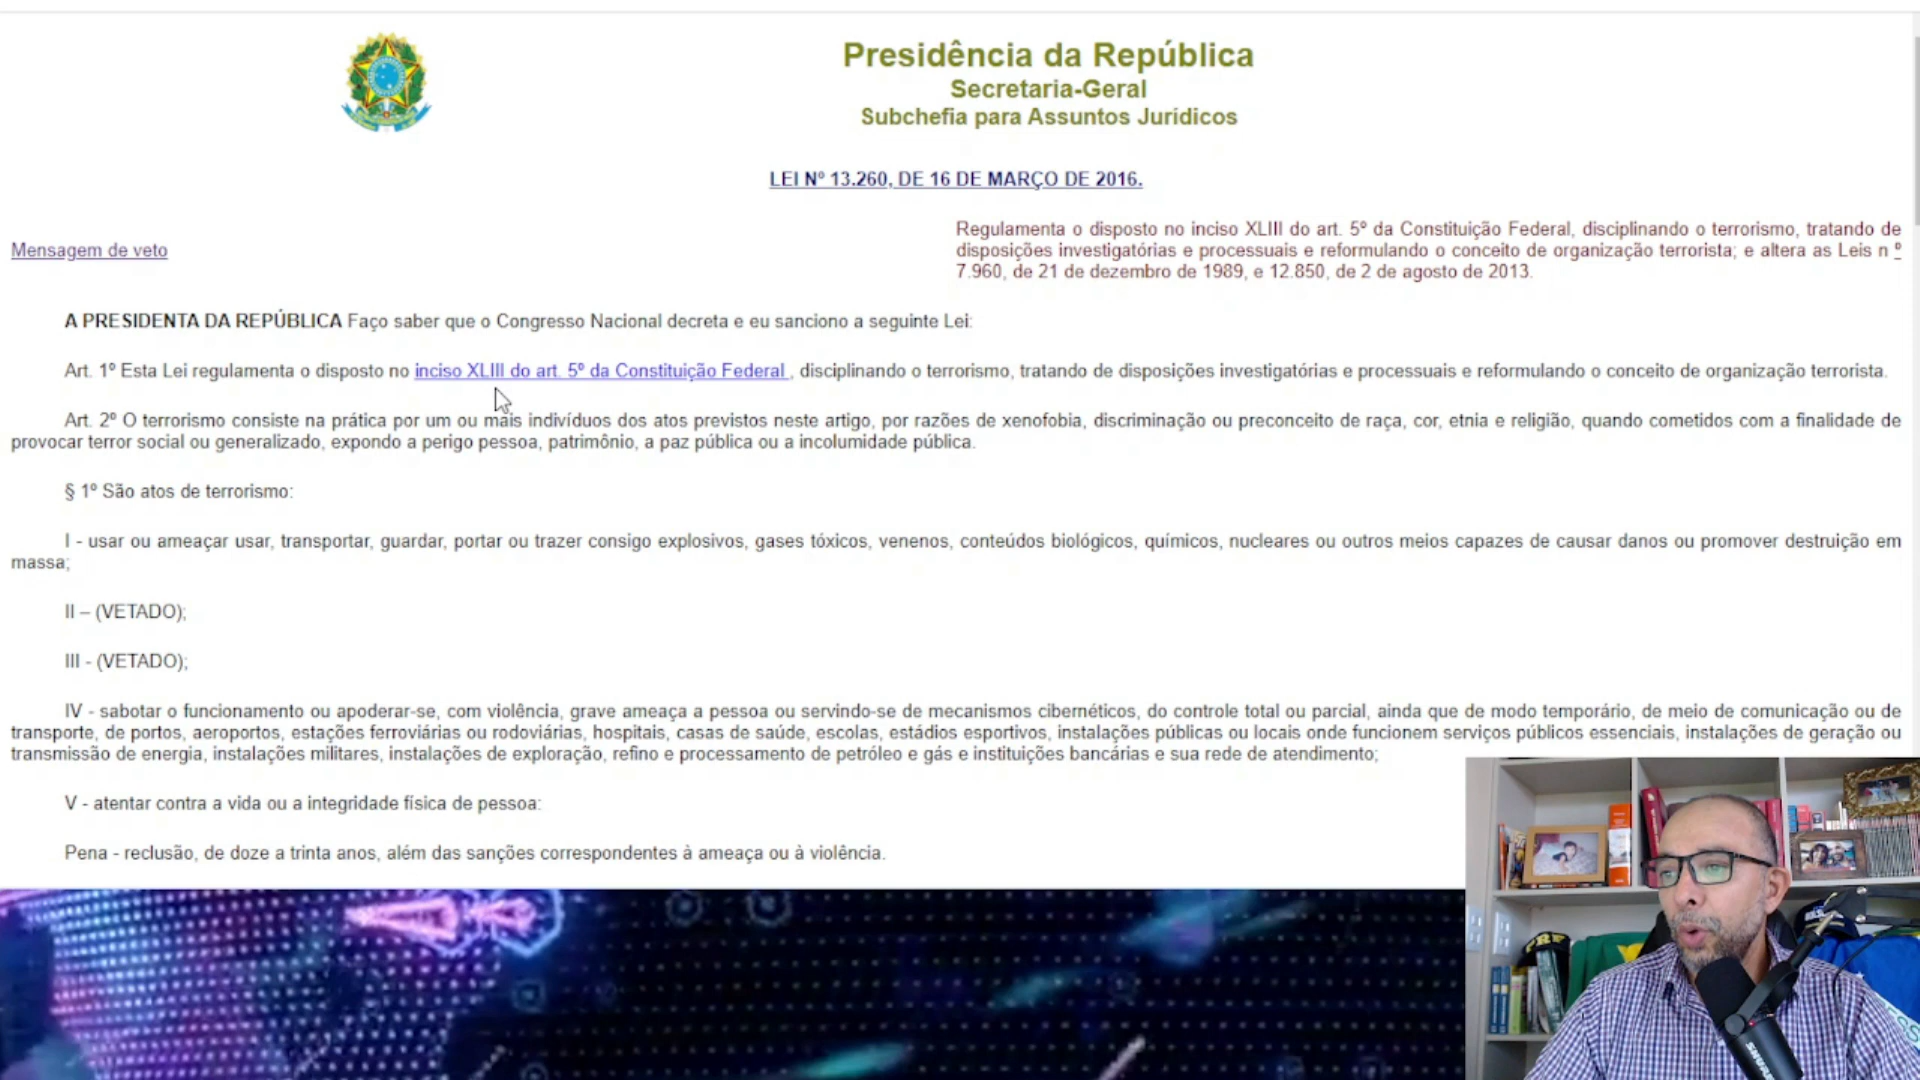 Presidência da República
Secretaria-Geral
Subchefia para Assuntos Jurídicos
LEI Nº 13.260, DE 16 DE MARÇO DE 2016.
Mensagem de veto
Regulamenta o disposto no inciso XLIII do art. 5º da Constituição Federal, disciplinando o terrorismo, tratando de
disposições investigatórias e processuais e reformulando o conceito de organização terrorista; e altera as Leis n º
7.960, de 21 de dezembro de 1989, e 12.850, de 2 de agosto de 2013.
A PRESIDENTA DA REPÚBLICA Faço saber que o Congresso Nacional decreta e eu sanciono a seguinte Lei:
Art. 1º Esta Lei regulamenta o disposto no inciso XLIII do art. 5º da Constituição Federal , disciplinando o terrorismo, tratando de disposições investigatórias e processuais e reformulando o conceito de organização terrorista.
Art. 2º O terrorismo consiste na prática por um ou mais indivíduos dos atos previstos neste artigo, por razões de xenofobia, discriminação ou preconceito de raça, cor, etnia e religião, quando cometidos com a finalidade de
provocar terror social ou generalizado, expondo a perigo pessoa, patrimônio, a paz pública ou a incolumidade pública.
§ 1º São atos de terrorismo:
I - usar ou ameaçar usar, transportar, guardar, portar ou trazer consigo explosivos, gases tóxicos, venenos, conteúdos biológicos, químicos, nucleares ou outros meios capazes de causar danos ou promover destruição em
massa;
II – (VETADO);
III - (VETADO);
IV - sabotar o funcionamento ou apoderar-se, com violência, grave ameaça a pessoa ou servindo-se de mecanismos cibernéticos, do controle total ou parcial, ainda que de modo temporário, de meio de comunicação ou de
transporte, de portos, aeroportos, estações ferroviárias ou rodoviárias, hospitais, casas de saúde, escolas, estádios esportivos, instalações públicas ou locais onde funcionem serviços públicos essenciais, instalações de geração ou
transmissão de energia, instalações militares, instalações de exploração, refino e processamento de petróleo e gás e instituições bancárias e sua rede de atendimento;
V - atentar contra a vida ou a integridade física de pessoa:
Pena - reclusão, de doze a trinta anos, além das sanções correspondentes à ameaça ou à violência.
PRF
SHURE